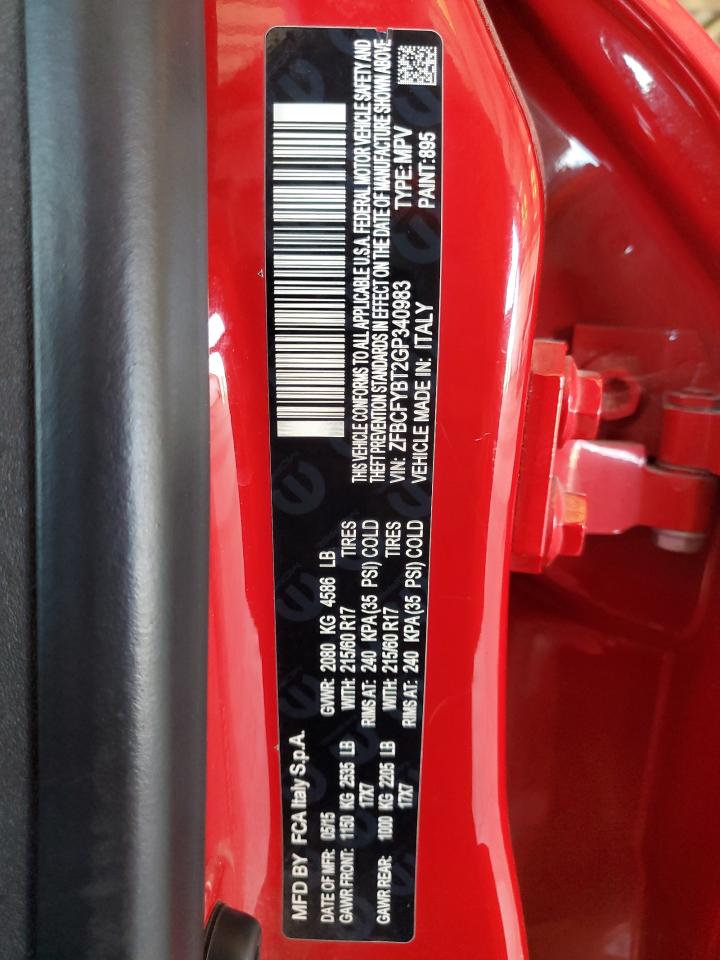 MFD BY FCA Italy S.p.A.
DATE OF MFR: 05/15 GVWR: 2080 KG 4586 LB
GAWR FRONT: 1150 KG 2535 LB WITH: 215/60 R17 TIRES
17X7 RIMS AT: 240 KPA(35 PSI) COLD
GAWR REAR: 1000 KG 2205 LB WITH: 215/60 R17 TIRES
17X7 RIMS AT: 240 KPA(35 PSI) COLD
THIS VEHICLE CONFORMS TO ALL APPLICABLE U.S.A. FEDERAL MOTOR VEHICLE SAFETY AND
THEFT PREVENTION STANDARDS IN EFFECT ON THE DATE OF MANUFACTURE SHOWN ABOVE
VIN: ZFBCFYBT2GP340983 TYPE: MPV
VEHICLE MADE IN: ITALY PAINT: 895